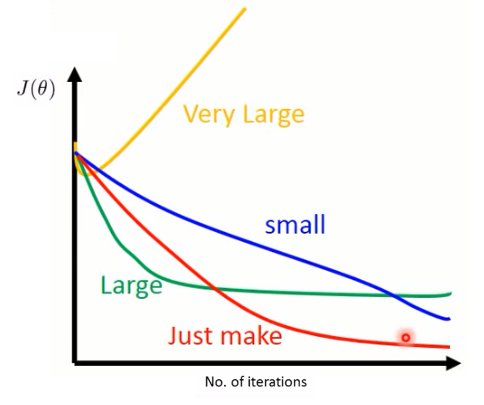 J(θ)
Very Large
small
Large
Just make
No. of iterations